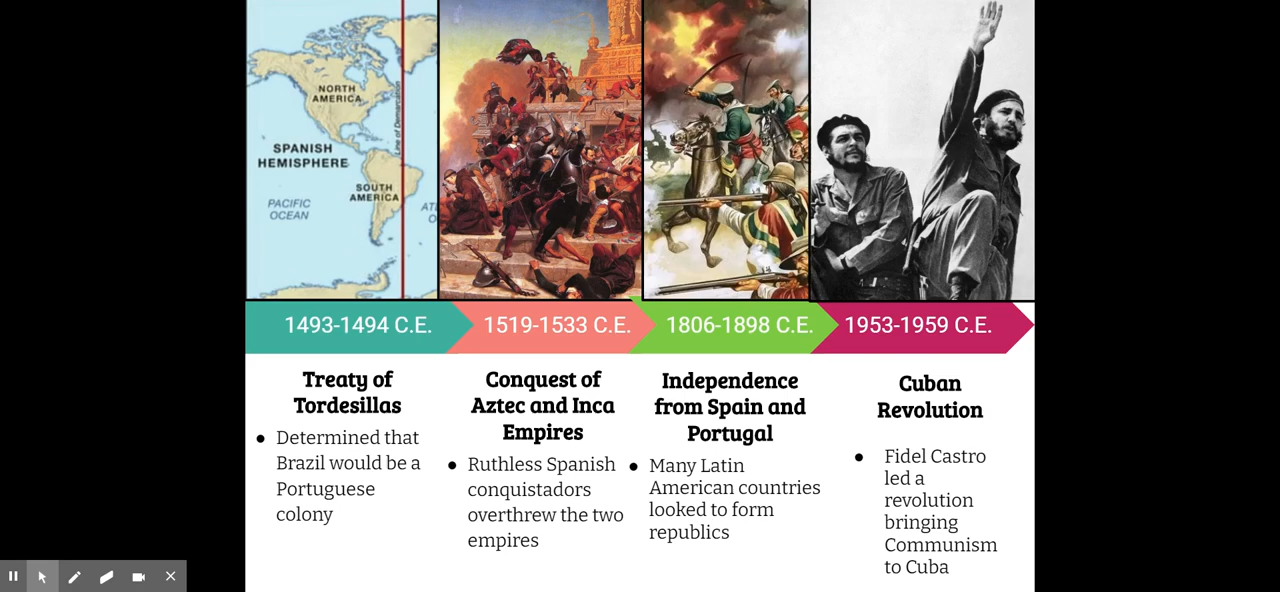 NORTH
AMERICA
Line of Demarcation
SPANISH
HEMISPHERE
SOUTH
AMERICA
PACIFIC
OCEAN
1493-1494 C.E.
1519-1533 C.E.
1806-1898 C.E.
1953-1959 C.E.
Treaty of
Tordesillas
● Determined that
Brazil would be a
Portuguese
colony
Conquest of
Aztec and Inca
Empires
● Ruthless Spanish
conquistadors
overthrew the two
empires
Independence
from Spain and
Portugal
● Many Latin
American countries
looked to form
republics
Cuban
Revolution
● Fidel Castro
led a
revolution
bringing
Communism
to Cuba